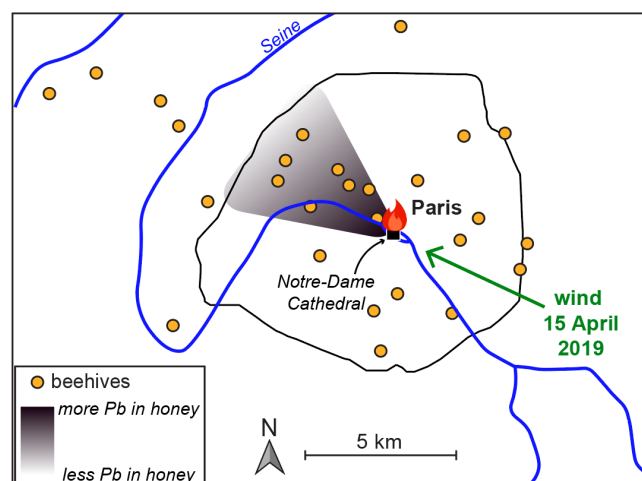 Seine
Paris
Notre-Dame
Cathedral
wind
15 April
2019
beehives
more Pb in honey
less Pb in honey
N
5 km